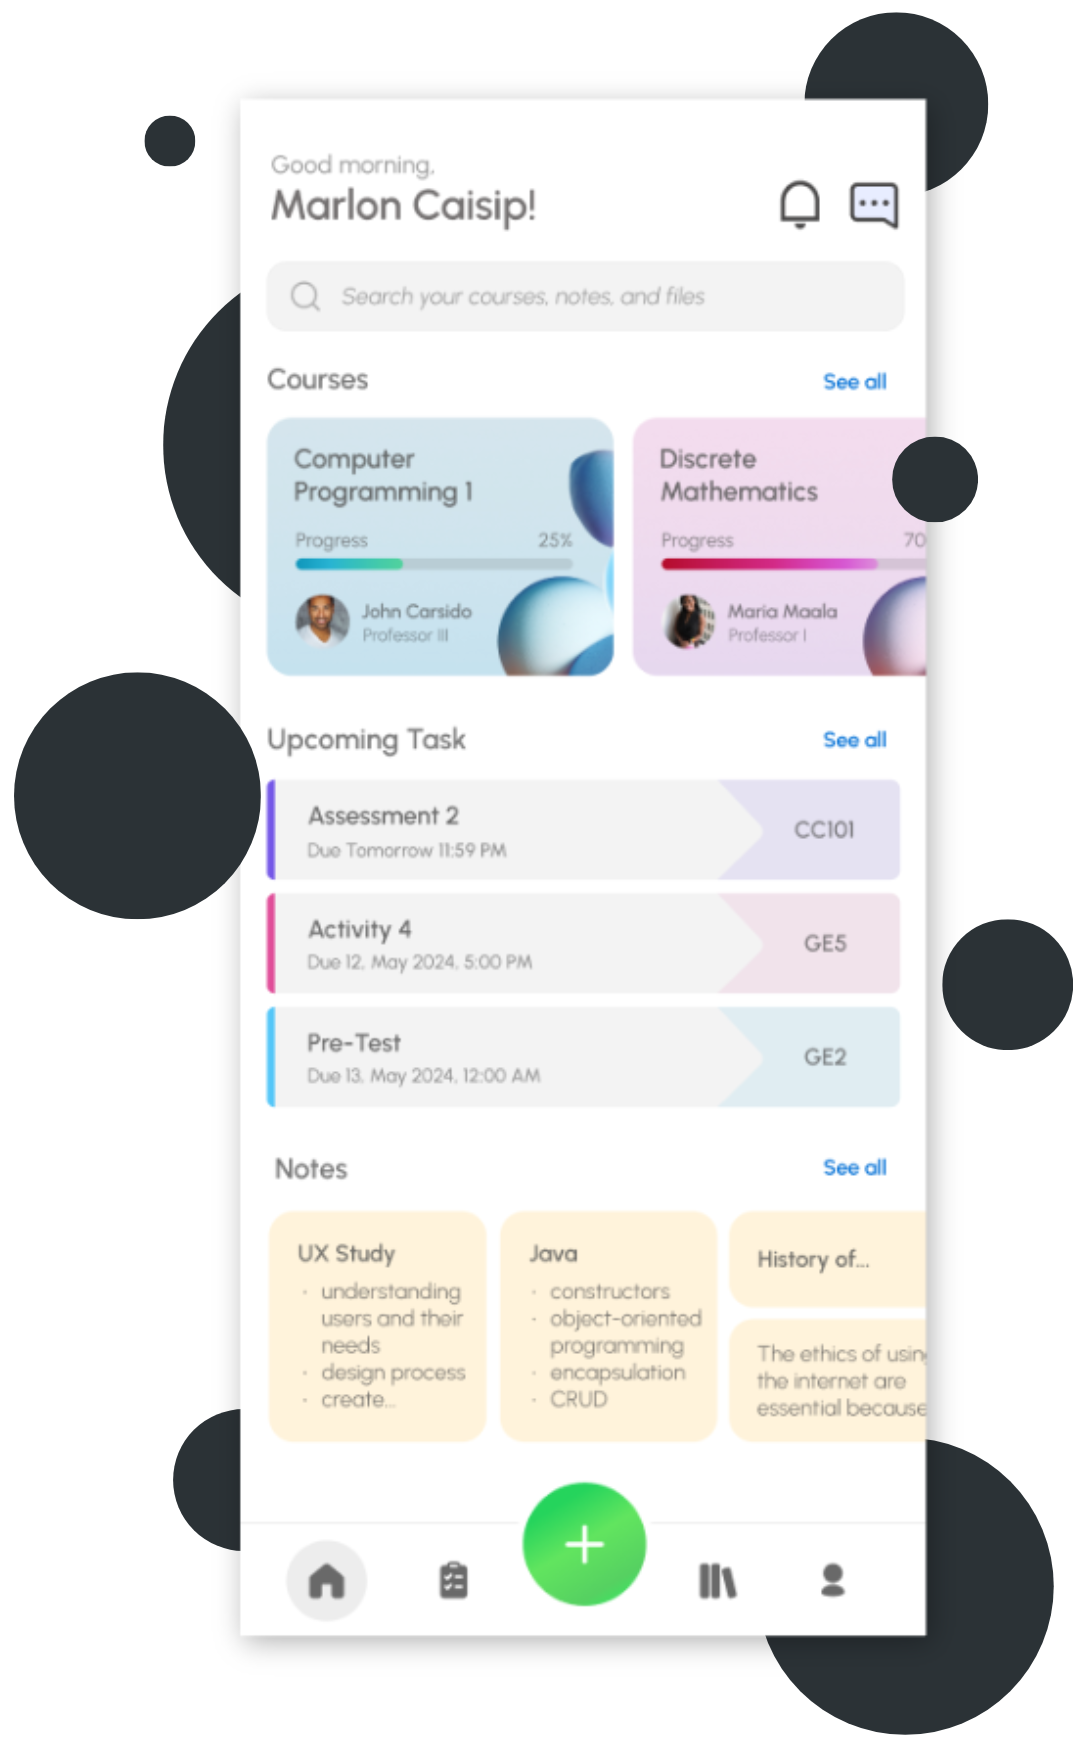 Good morning,
Marlon Caisip!
Search your courses, notes, and files
Courses
See all
Computer
Programming 1
Progress
25%
John Carsido
Professor III
Discrete
Mathematics
Progress
70
Maria Maala
Professor I
Upcoming Task
See all
Assessment 2
Due Tomorrow 11:59 PM
CC101
Activity 4
Due 12, May 2024, 5:00 PM
GE5
Pre-Test
Due 13, May 2024, 12:00 AM
GE2
Notes
See all
UX Study
· understanding
users and their
needs
· design process
· create...
Java
· constructors
· object-oriented
programming
· encapsulation
· CRUD
History of...
The ethics of using
the internet are
essential because